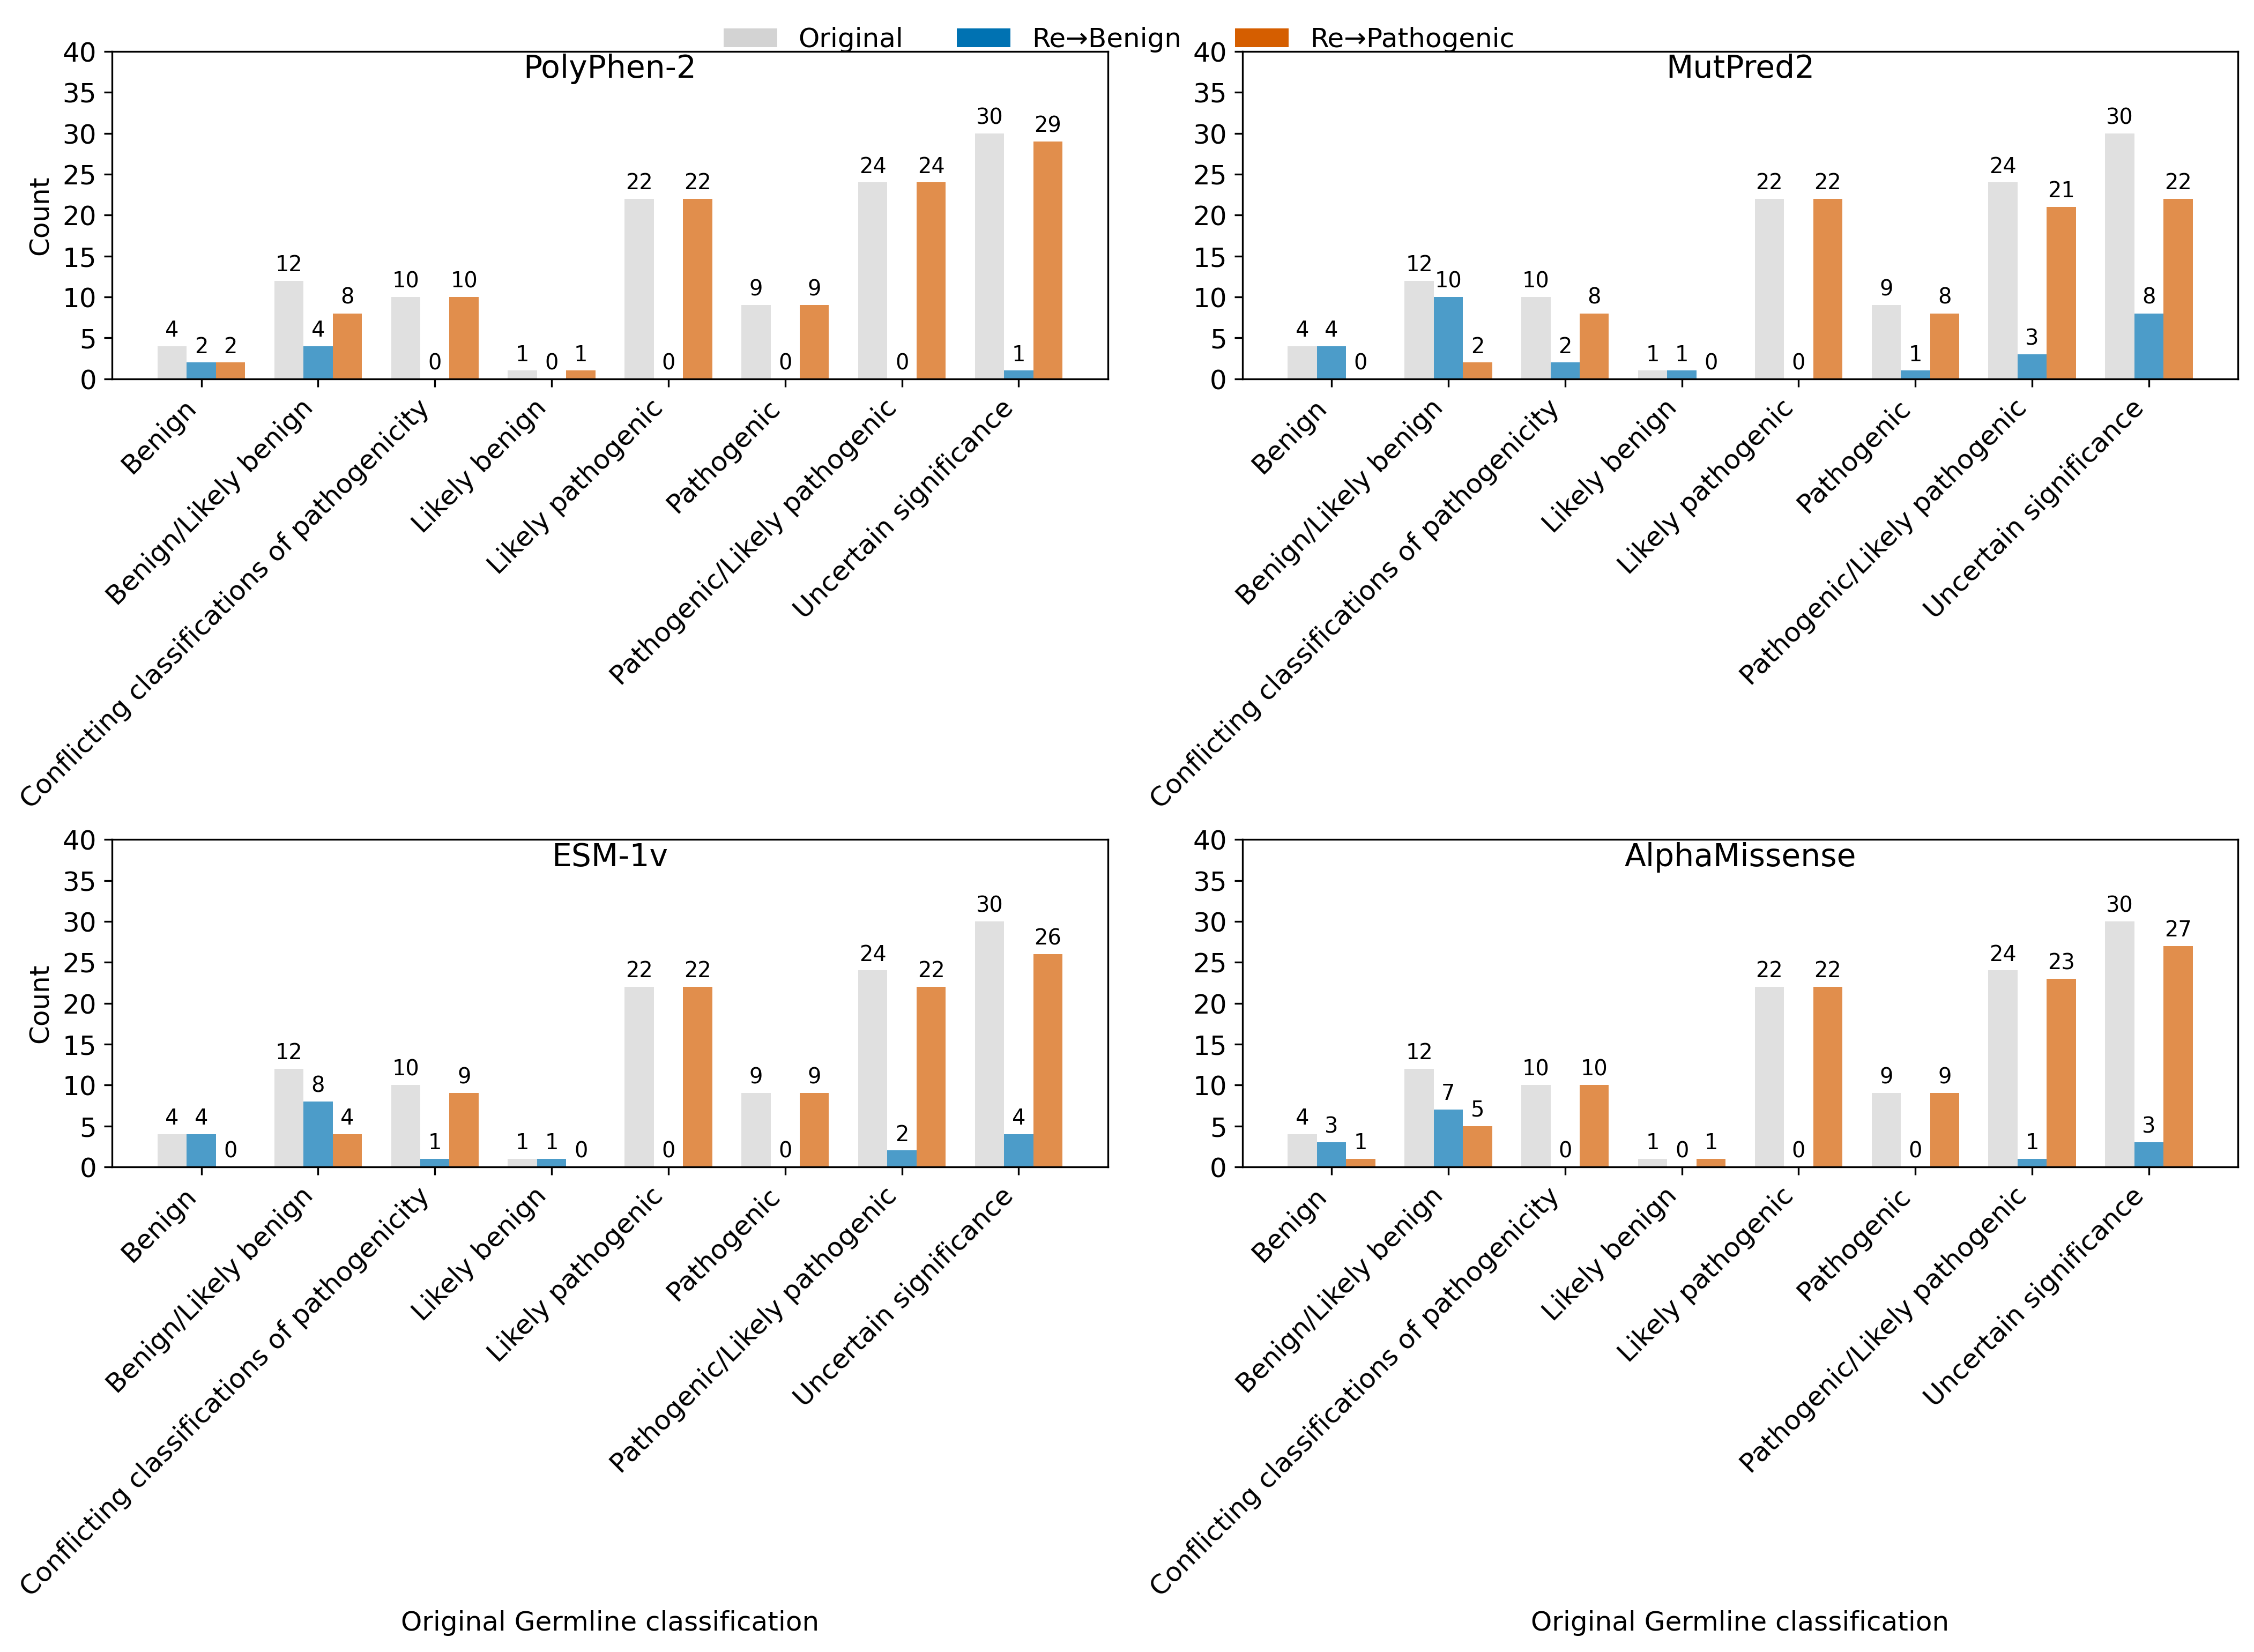 Original Re→Benign Re→Pathogenic
PolyPhen-2
Count
40
35
30
25
20
15
10
5
0
4 2 2
12 4 8
10 0 10
1 0 1
22 0 22
9 0 9
24 0 24
30 1 29
Benign
Benign/Likely benign
Conflicting classifications of pathogenicity
Likely benign
Likely pathogenic
Pathogenic
Pathogenic/Likely pathogenic
Uncertain significance
MutPred2
40
35
30
25
20
15
10
5
0
4 4 0
12 10 2
10 2 8
1 1 0
22 0 22
9 1 8
24 3 21
30 8 22
Benign
Benign/Likely benign
Conflicting classifications of pathogenicity
Likely benign
Likely pathogenic
Pathogenic
Pathogenic/Likely pathogenic
Uncertain significance
ESM-1v
Count
40
35
30
25
20
15
10
5
0
4 4 0
12 8 4
10 1 9
1 1 0
22 0 22
9 0 9
24 2 22
30 4 26
Benign
Benign/Likely benign
Conflicting classifications of pathogenicity
Likely benign
Likely pathogenic
Pathogenic
Pathogenic/Likely pathogenic
Uncertain significance
Original Germline classification
AlphaMissense
40
35
30
25
20
15
10
5
0
4 3 1
12 7 5
10 0 10
1 0 1
22 0 22
9 0 9
24 1 23
30 3 27
Benign
Benign/Likely benign
Conflicting classifications of pathogenicity
Likely benign
Likely pathogenic
Pathogenic
Pathogenic/Likely pathogenic
Uncertain significance
Original Germline classification